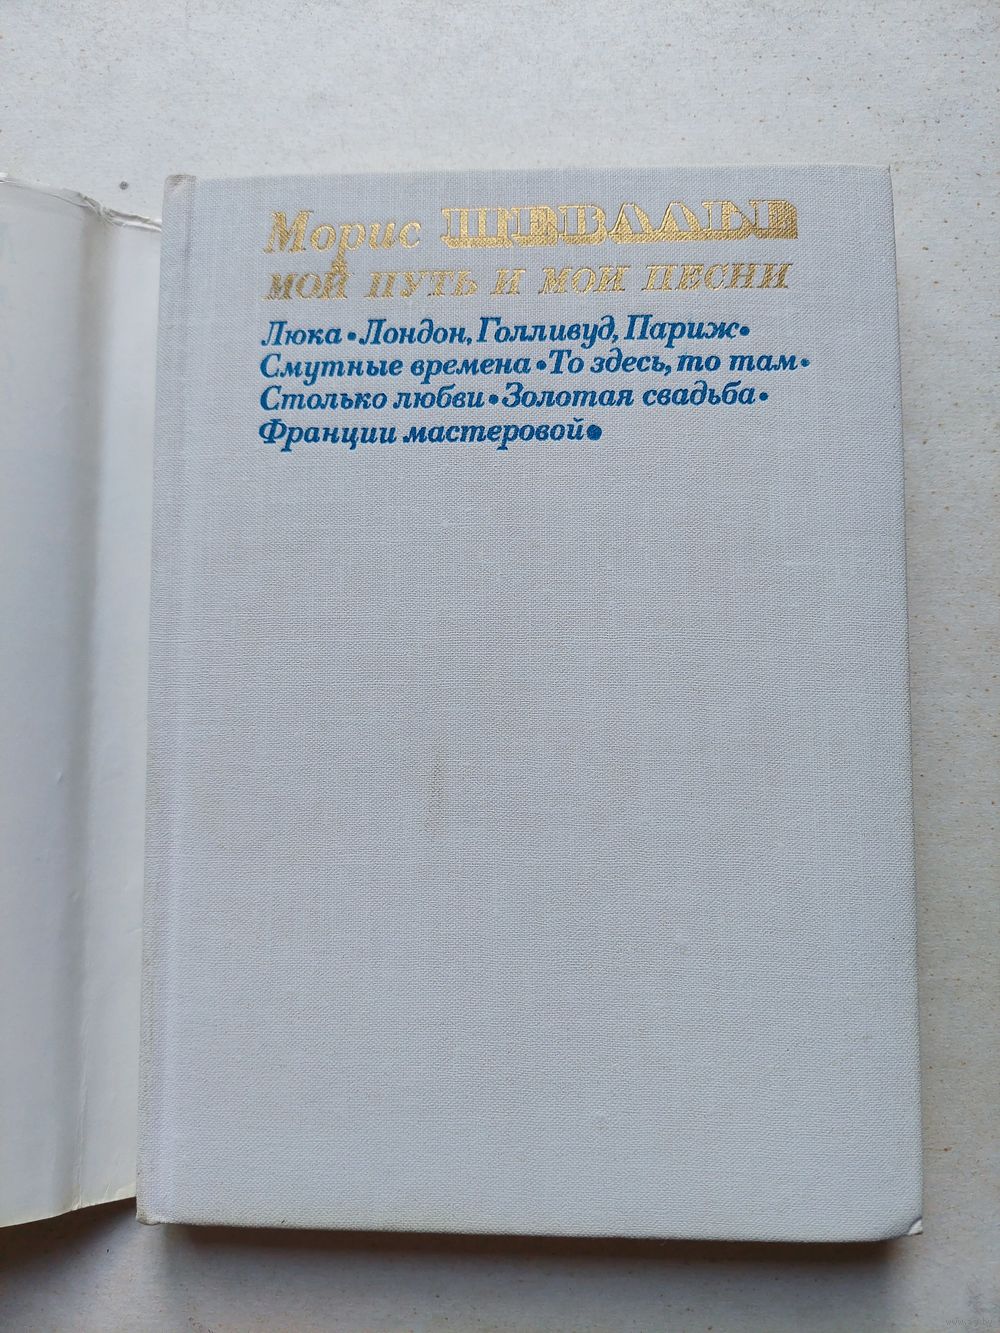 Морис ШЕВАЛЬЕ
МОЙ ПУТЬ И МОИ ПЕСНИ
Люка • Лондон, Голливуд, Париж •
Смутные времена • То здесь, то там •
Столько любви • Золотая свадьба •
Франции мастеровой •